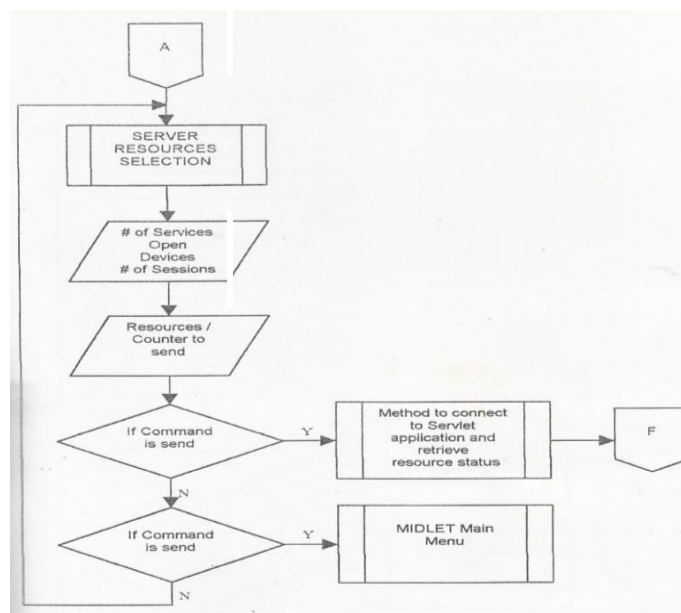 A
SERVER
RESOURCES
SELECTION
# of Services
Open
Devices
# of Sessions
Resources /
Counter to
send
If Command
is send
Y
Method to connect
to Servlet
application and
retrieve
resource status
F
N
If Command
is send
Y
MIDLET Main
Menu
N